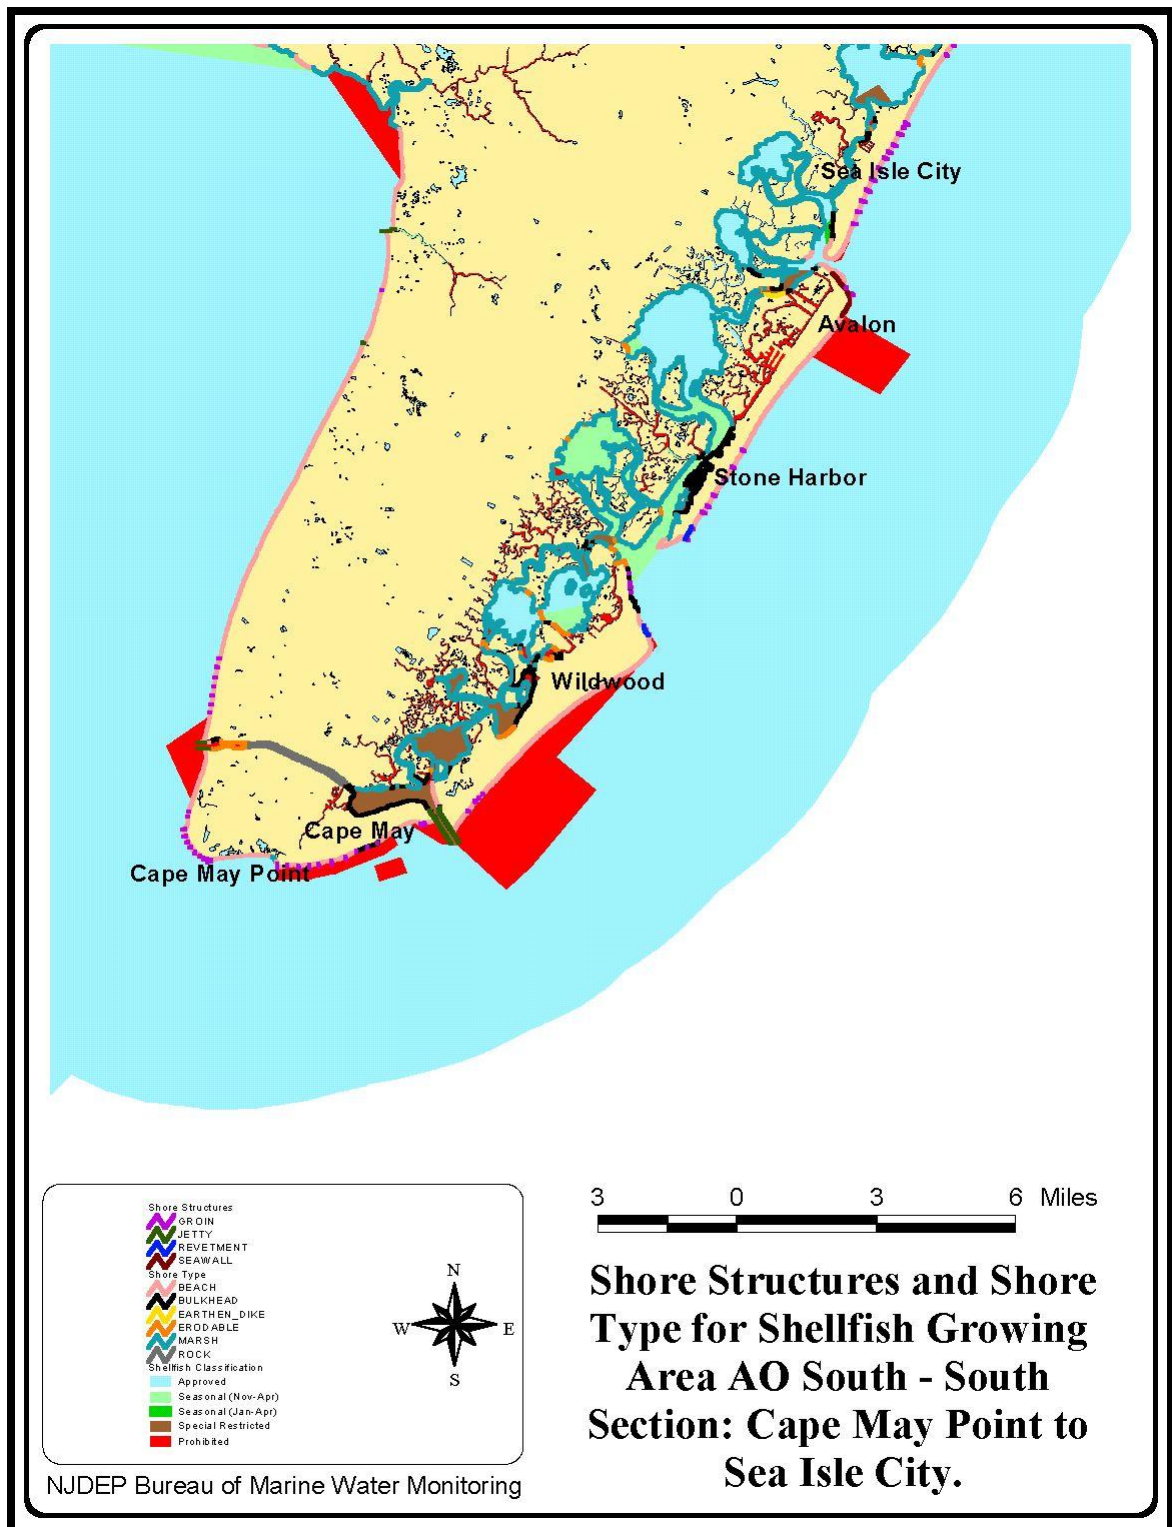 Sea Isle City
Avalon
Stone Harbor
Wildwood
Cape May
Cape May Point
Shore Structures
GROIN
JETTY
REVETMENT
SEAWALL
Shore Type
BEACH
BULKHEAD
EARTHEN_DIKE
ERODABLE
MARSH
ROCK
Shellfish Classification
Approved
Seasonal (Nov-Apr)
Seasonal (Jan-Apr)
Special Restricted
Prohibited
N
W E
S
NJDEP Bureau of Marine Water Monitoring
3 0 3 6 Miles
Shore Structures and Shore
Type for Shellfish Growing
Area AO South - South
Section: Cape May Point to
Sea Isle City.